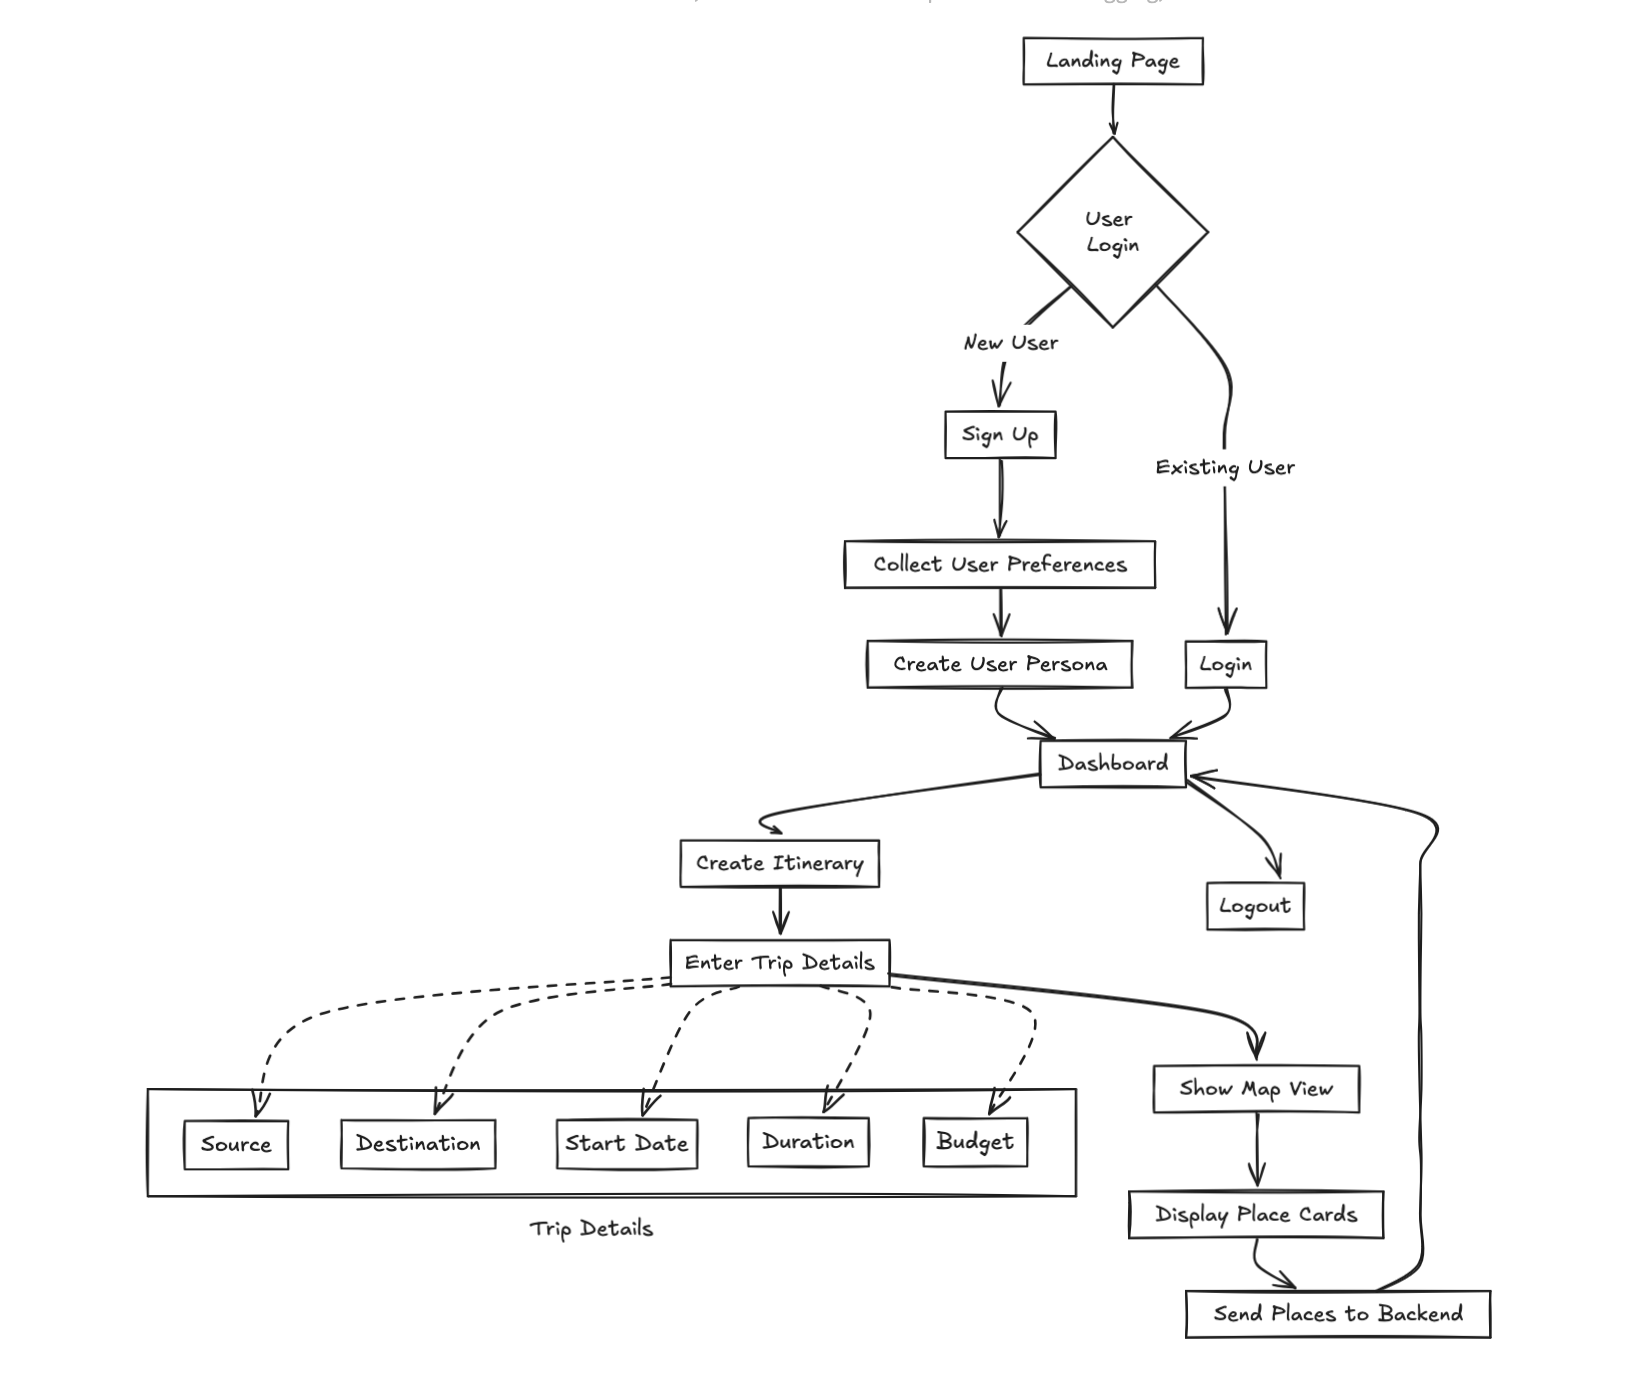 Landing Page
User
Login
New User
Sign Up
Existing User
Collect User Preferences
Create User Persona
Login
Dashboard
Create Itinerary
Logout
Enter Trip Details
Show Map View
Source
Destination
Start Date
Duration
Budget
Display Place Cards
Trip Details
Send Places to Backend